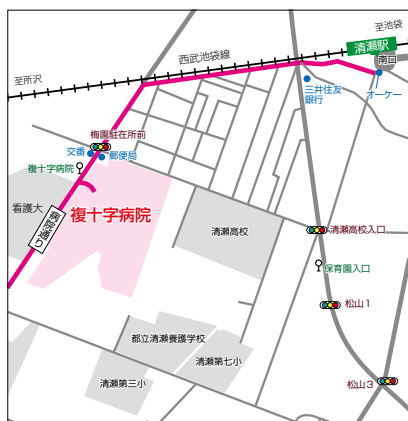 至池袋
清瀬駅
南口
西武池袋線
至所沢
三井住友
銀行
オーケー
梅園駐在所前
交番
郵便局
複十字病院
看護大
複十字病院
病院通り
清瀬高校
清瀬高校入口
保育園入口
松山1
都立清瀬養護学校
清瀬第七小
清瀬第三小
松山3